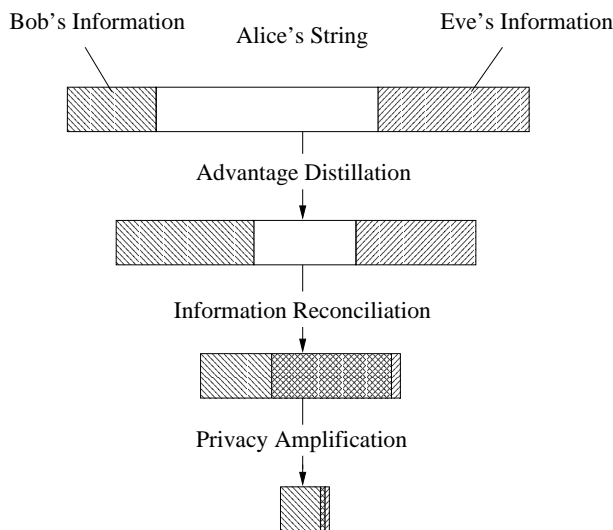 Bob's Information
Alice's String
Eve's Information
Advantage Distillation
Information Reconciliation
Privacy Amplification